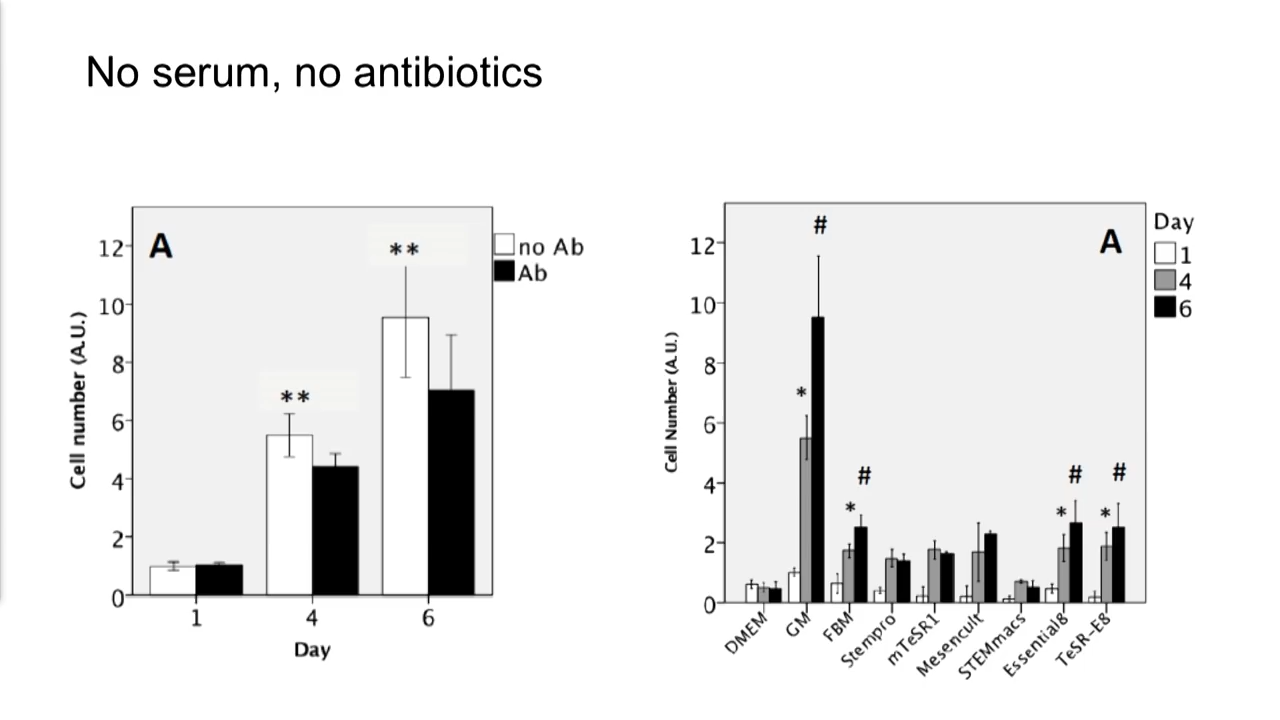 No serum, no antibiotics
A
**
**
no Ab
Ab
Cell number (A.U.)
12
10
8
6
4
2
0
1
4
6
Day
A
#
*
*
#
*
#
*
#
Day
1
4
6
Cell Number (A.U.)
12
10
8
6
4
2
0
DMEM
GM
FBM
Stempro
mTeSR1
Mesencult
STEMmacs
Essential8
TeSR-E8